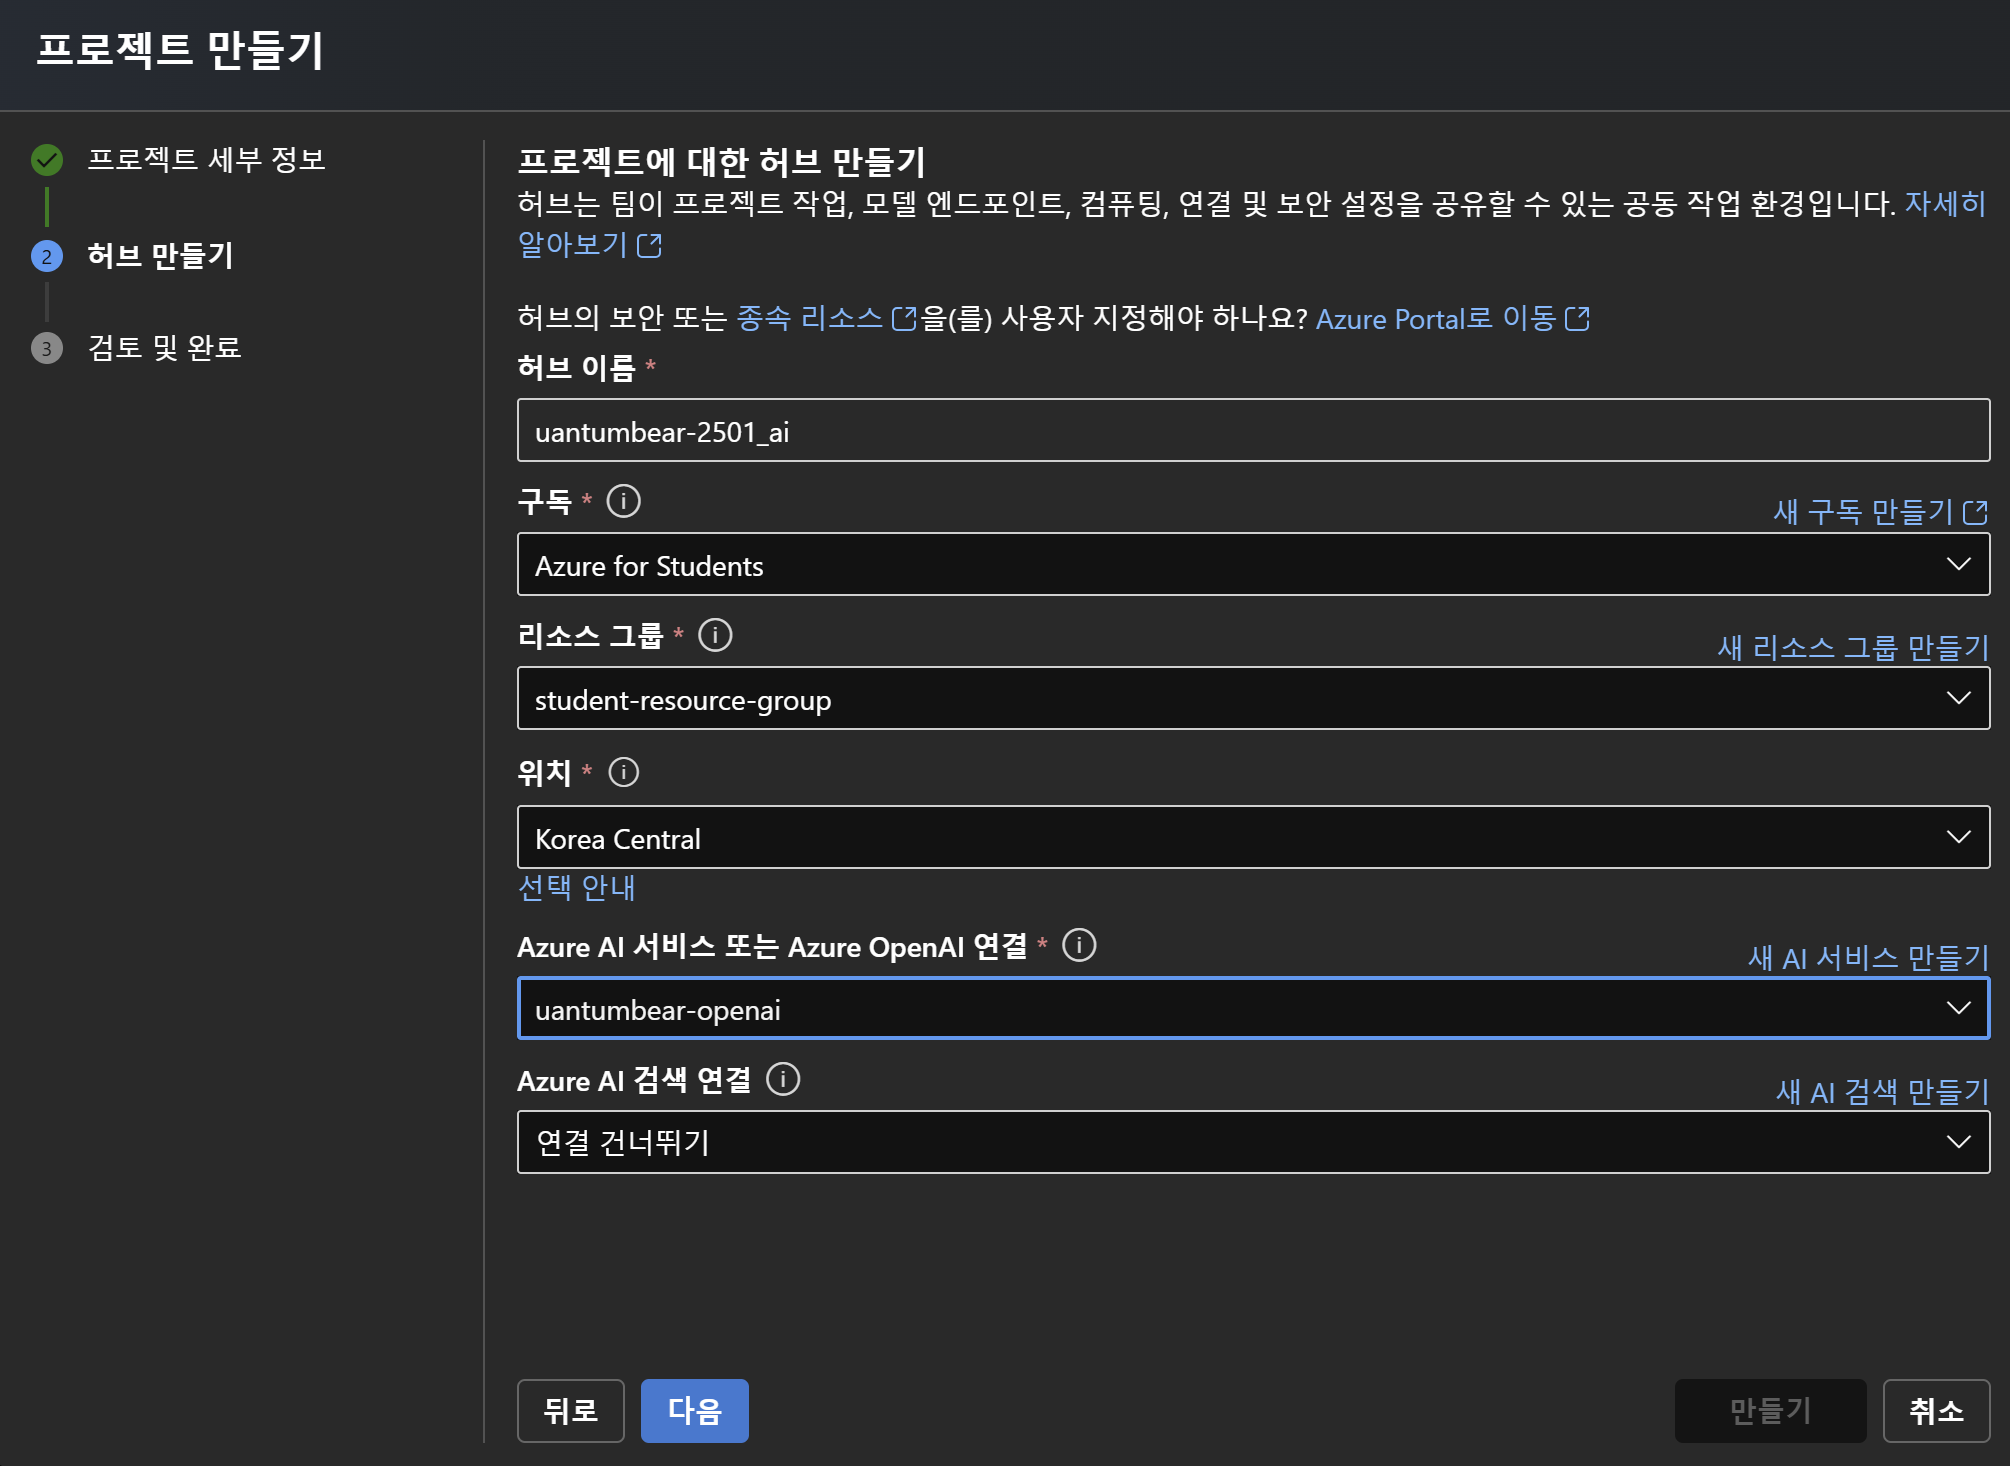 프로젝트 만들기
프로젝트 세부 정보
2 허브 만들기
3 검토 및 완료
프로젝트에 대한 허브 만들기
허브는 팀이 프로젝트 작업, 모델 엔드포인트, 컴퓨팅, 연결 및 보안 설정을 공유할 수 있는 공동 작업 환경입니다. 자세히
알아보기
허브의 보안 또는 종속 리소스 을(를) 사용자 지정해야 하나요? Azure Portal로 이동
허브 이름 *
uantumbear-2501_ai
구독 * 새 구독 만들기
Azure for Students
리소스 그룹 * 새 리소스 그룹 만들기
student-resource-group
위치 *
Korea Central
선택 안내
Azure AI 서비스 또는 Azure OpenAI 연결 * 새 AI 서비스 만들기
uantumbear-openai
Azure AI 검색 연결 새 AI 검색 만들기
연결 건너뛰기
뒤로 다음 만들기 취소